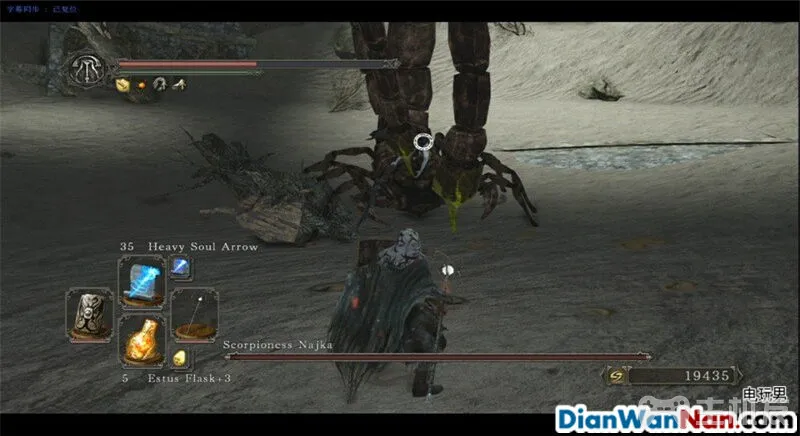 字幕同步 : 已复位
35 Heavy Soul Arrow
Scorpioness Najka
5 Estus Flask+3
19435
电玩男
DianWanNan.com